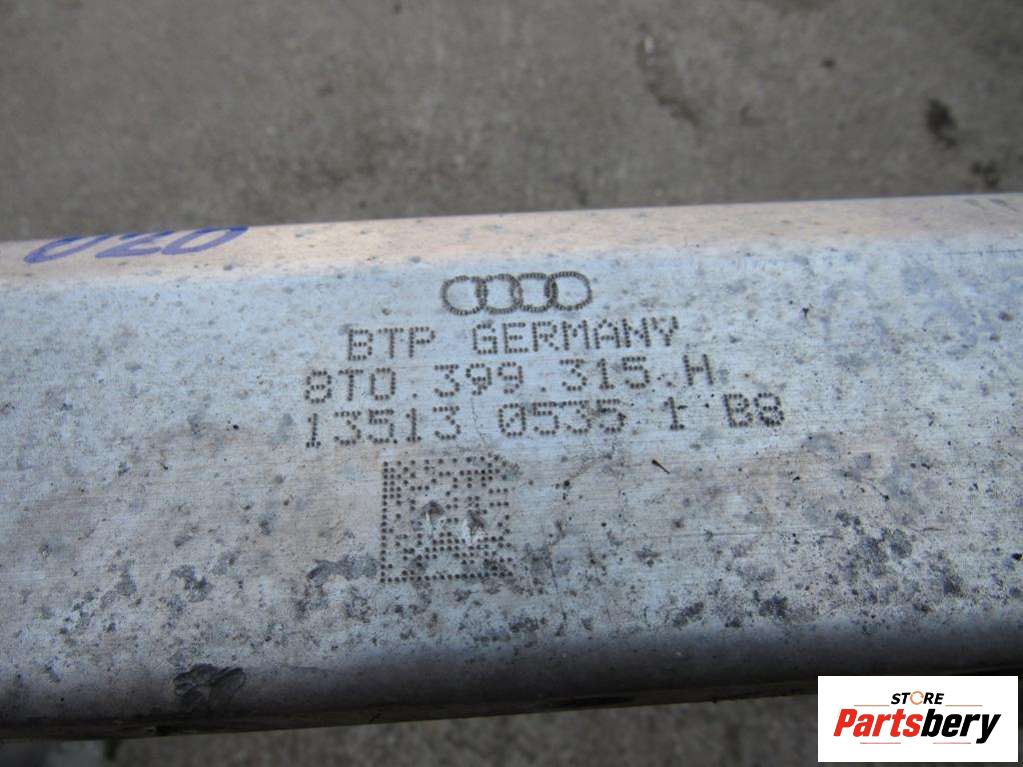 020
BTP GERMANY
8T0.399.315.H
13513 0535 1 B8
STORE
Partsbery